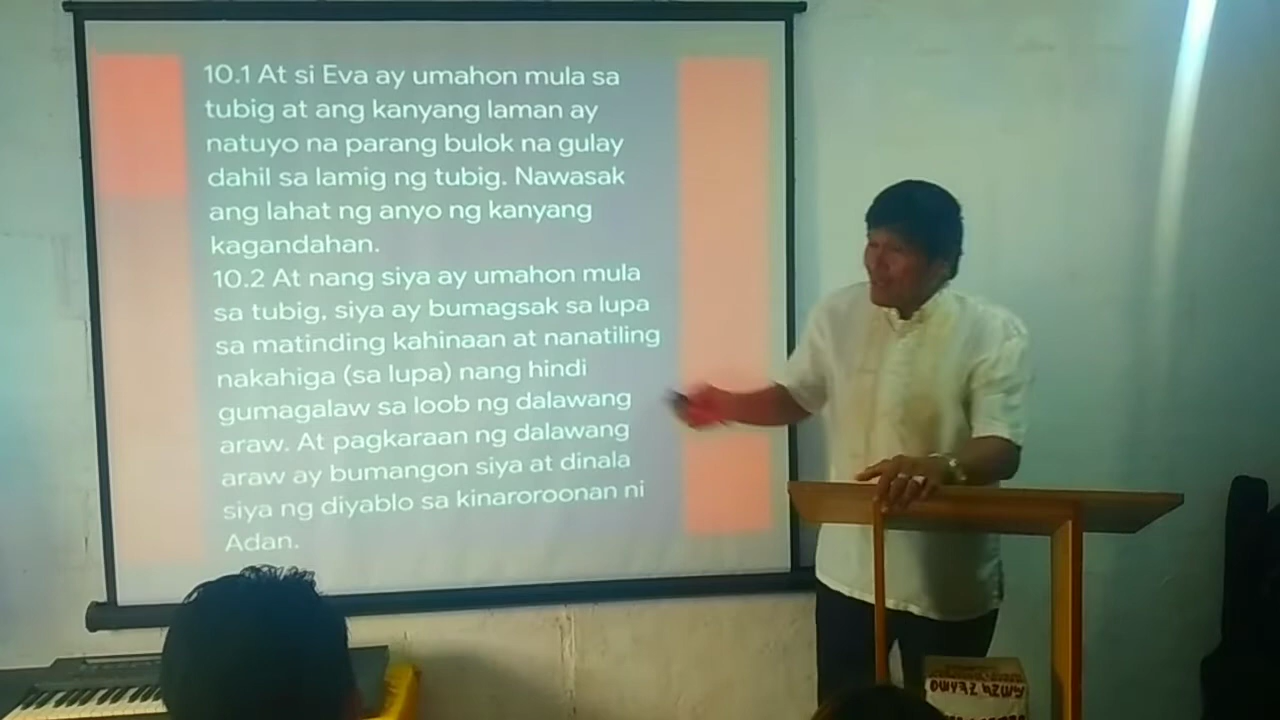 10.1 At si Eva ay umahon mula sa
tubig at ang kanyang laman ay
natuyo na parang bulok na gulay
dahil sa lamig ng tubig. Nawasak
ang lahat ng anyo ng kanyang
kagandahan.
10.2 At nang siya ay umahon mula
sa tubig, siya ay bumagsak sa lupa
sa matinding kahinaan at nanatiling
nakahiga (sa lupa) nang hindi
gumagalaw sa loob ng dalawang
araw. At pagkaraan ng dalawang
araw ay bumangon siya at dinala
siya ng diyablo sa kinaroroonan ni
Adan.